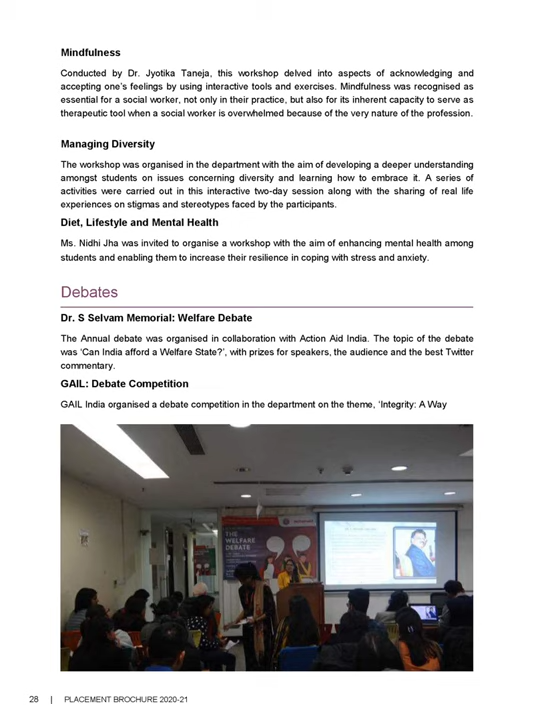 Mindfulness
Conducted by Dr. Jyotika Taneja, this workshop delved into aspects of acknowledging and
accepting one's feelings by using interactive tools and exercises. Mindfulness was recognised as
essential for a social worker, not only in their practice, but also for its inherent capacity to serve as
therapeutic tool when a social worker is overwhelmed because of the very nature of the profession.
Managing Diversity
The workshop was organised in the department with the aim of developing a deeper understanding
amongst students on issues concerning diversity and learning how to embrace it. A series of
activities were carried out in this interactive two-day session along with the sharing of real life
experiences on stigmas and stereotypes faced by the participants.
Diet, Lifestyle and Mental Health
Ms. Nidhi Jha was invited to organise a workshop with the aim of enhancing mental health among
students and enabling them to increase their resilience in coping with stress and anxiety.
Debates
Dr. S Selvam Memorial: Welfare Debate
The Annual debate was organised in collaboration with Action Aid India. The topic of the debate
was ‘Can India afford a Welfare State?’, with prizes for speakers, the audience and the best Twitter
commentary.
GAIL: Debate Competition
GAIL India organised a debate competition in the department on the theme, ‘Integrity: A Way
THE
WELFARE
DEBATE
28 | PLACEMENT BROCHURE 2020-21